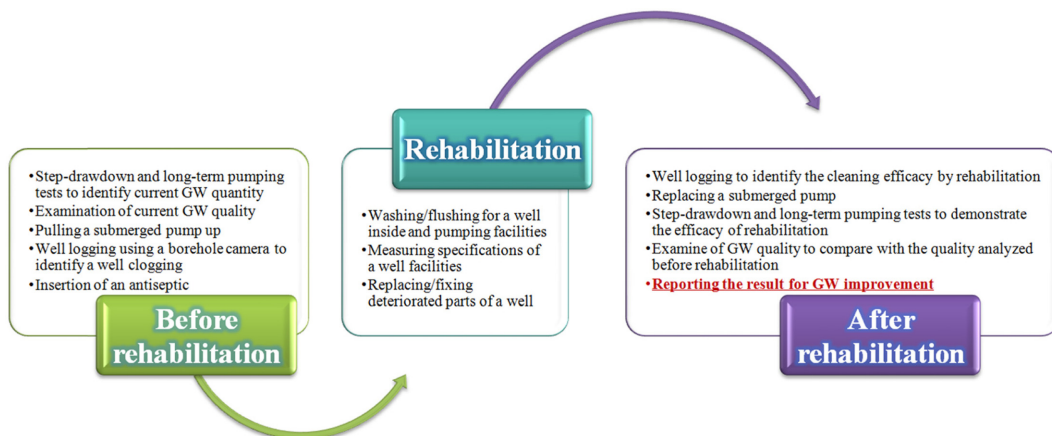 •Step-drawdown and long-term pumping
tests to identify current GW quantity
•Examination of current GW quality
•Pulling a submerged pump up
•Well logging using a borehole camera to
identify a well clogging
•Insertion of an antiseptic
Before
rehabilitation
Rehabilitation
•Washing/flushing for a well
inside and pumping facilities
•Measuring specifications of
a well facilities
•Replacing/fixing
deteriorated parts of a well
•Well logging to identify the cleaning efficacy by rehabilitation
•Replacing a submerged pump
•Step-drawdown and long-term pumping tests to demonstrate
the efficacy of rehabilitation
•Examine of GW quality to compare with the quality analyzed
before rehabilitation
•Reporting the result for GW improvement
After
rehabilitation